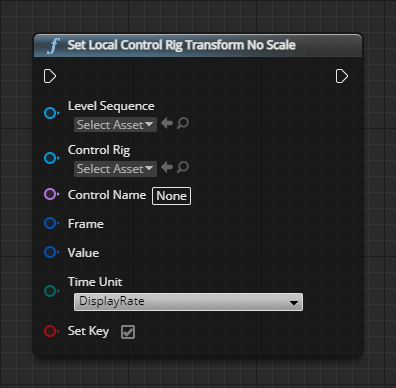 f Set Local Control Rig Transform No Scale
Level Sequence
Select Asset
Control Rig
Select Asset
Control Name None
Frame
Value
Time Unit
DisplayRate
Set Key